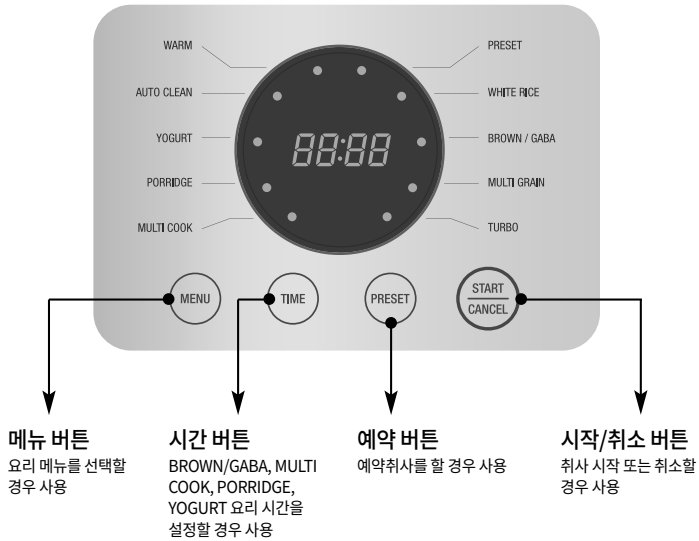 WARM
PRESET
AUTO CLEAN
WHITE RICE
YOGURT
88:88
BROWN / GABA
PORRIDGE
MULTI GRAIN
MULTI COOK
TURBO
MENU
TIME
PRESET
START
CANCEL
메뉴 버튼
요리 메뉴를 선택할
경우 사용
시간 버튼
BROWN/GABA, MULTI
COOK, PORRIDGE,
YOGURT 요리 시간을
설정할 경우 사용
예약 버튼
예약취사를 할 경우 사용
시작/취소 버튼
취사 시작 또는 취소할
경우 사용